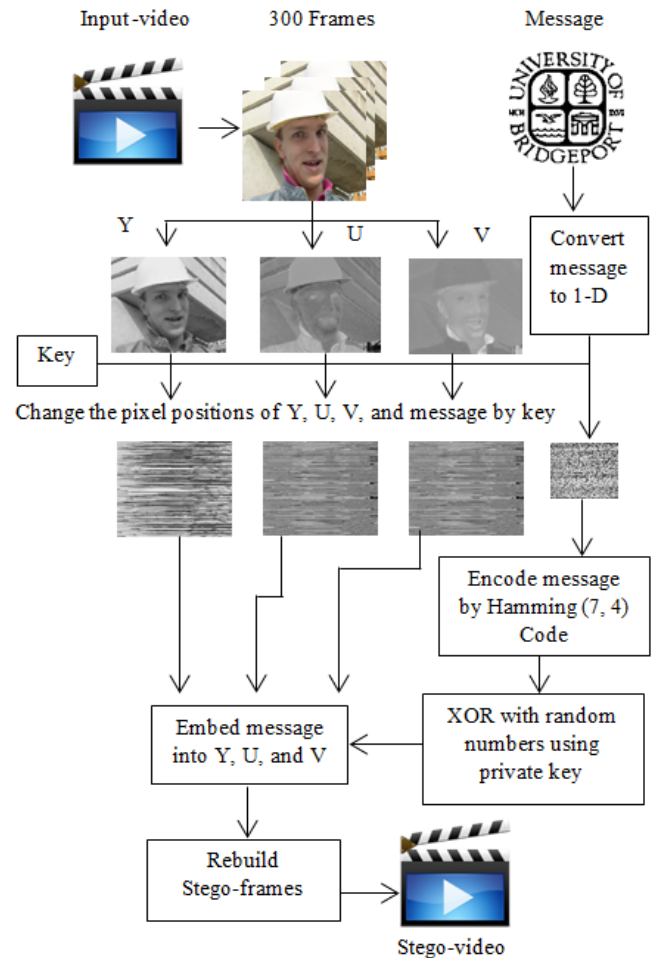 Input-video
300 Frames
Message
UNIVERSITY OF
BRIDGEPORT
Y
U
V
Convert
message
to 1-D
Key
Change the pixel positions of Y, U, V, and message by key
Encode message
by Hamming (7, 4)
Code
Embed message
into Y, U, and V
XOR with random
numbers using
private key
Rebuild
Stego-frames
Stego-video